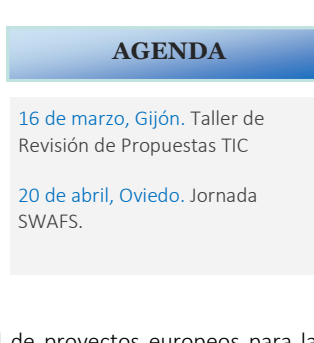 AGENDA
16 de marzo, Gijón. Taller de
Revisión de Propuestas TIC
20 de abril, Oviedo. Jornada
SWAFS.
de proyectos europeos para la